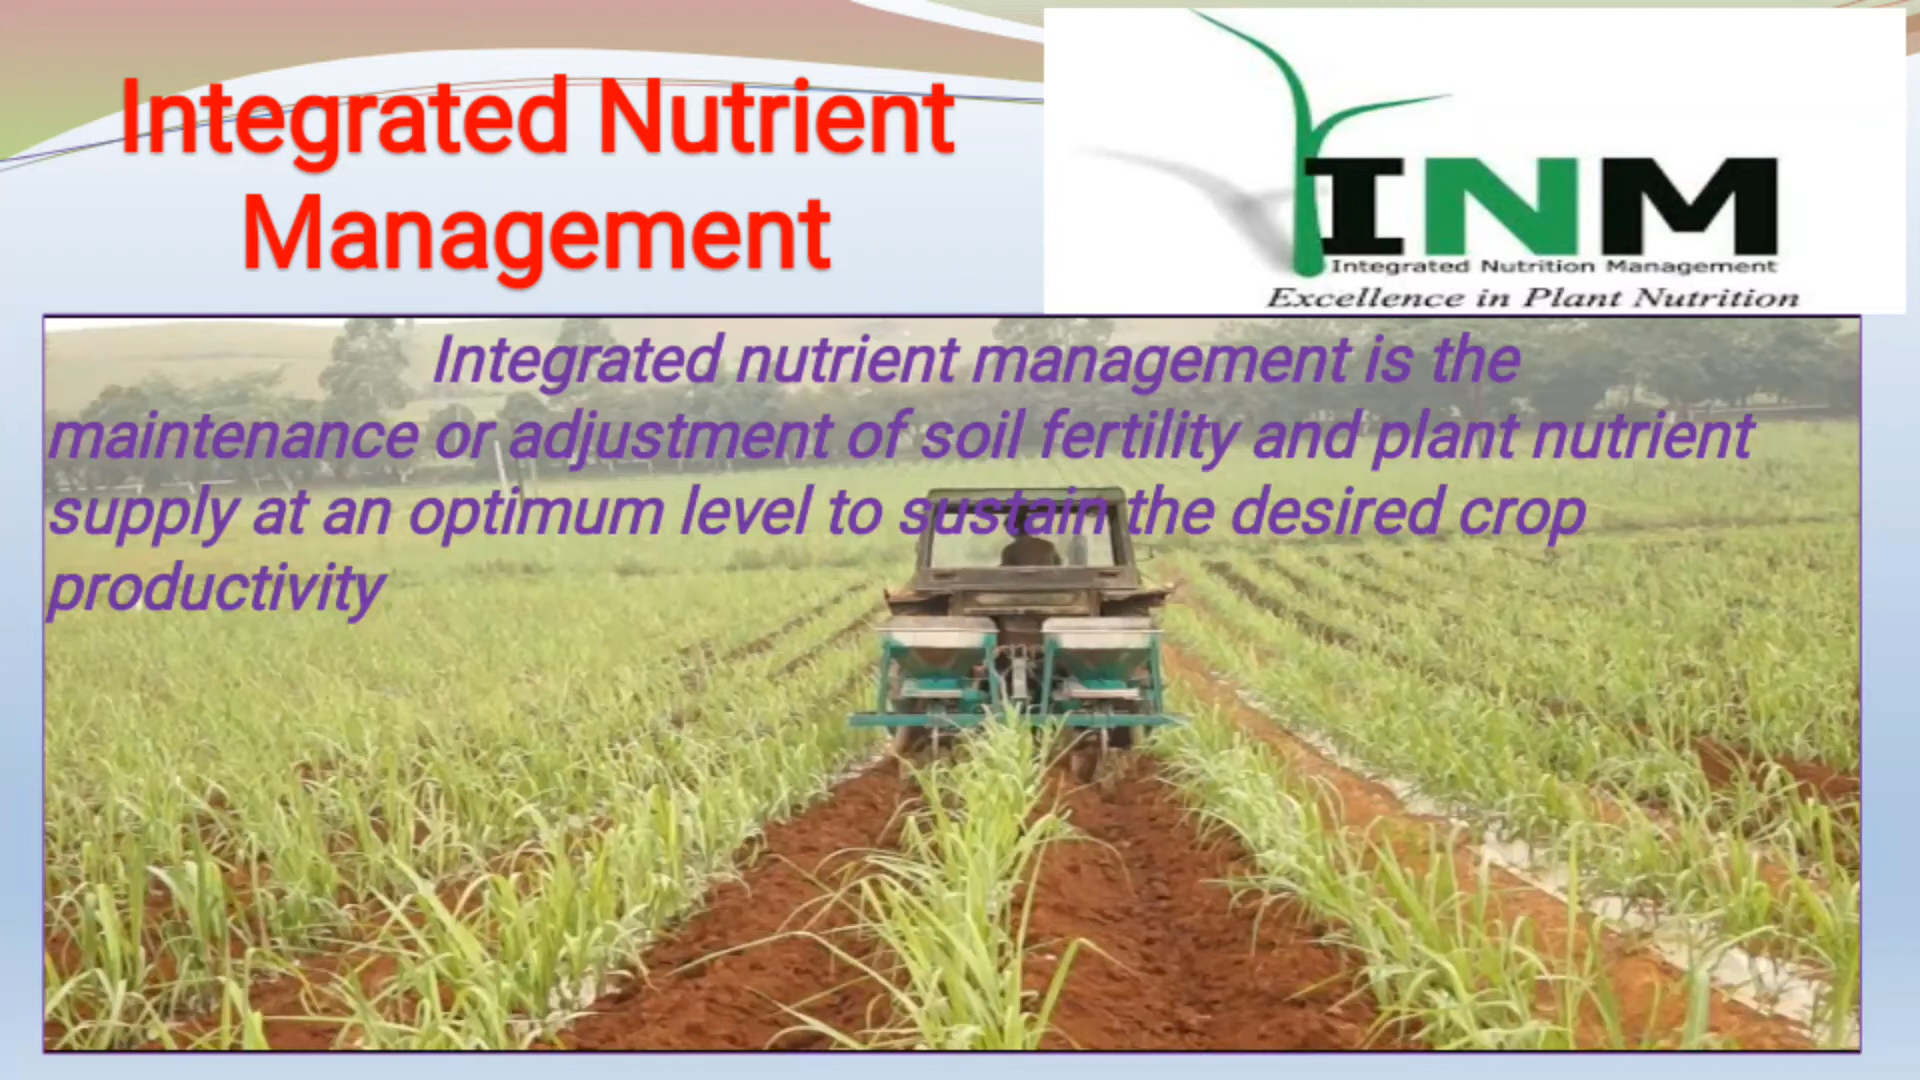 Integrated Nutrient
Management
INM
Integrated Nutrition Management
Excellence in Plant Nutrition
Integrated nutrient management is the
maintenance or adjustment of soil fertility and plant nutrient
supply at an optimum level to sustain the desired crop
productivity